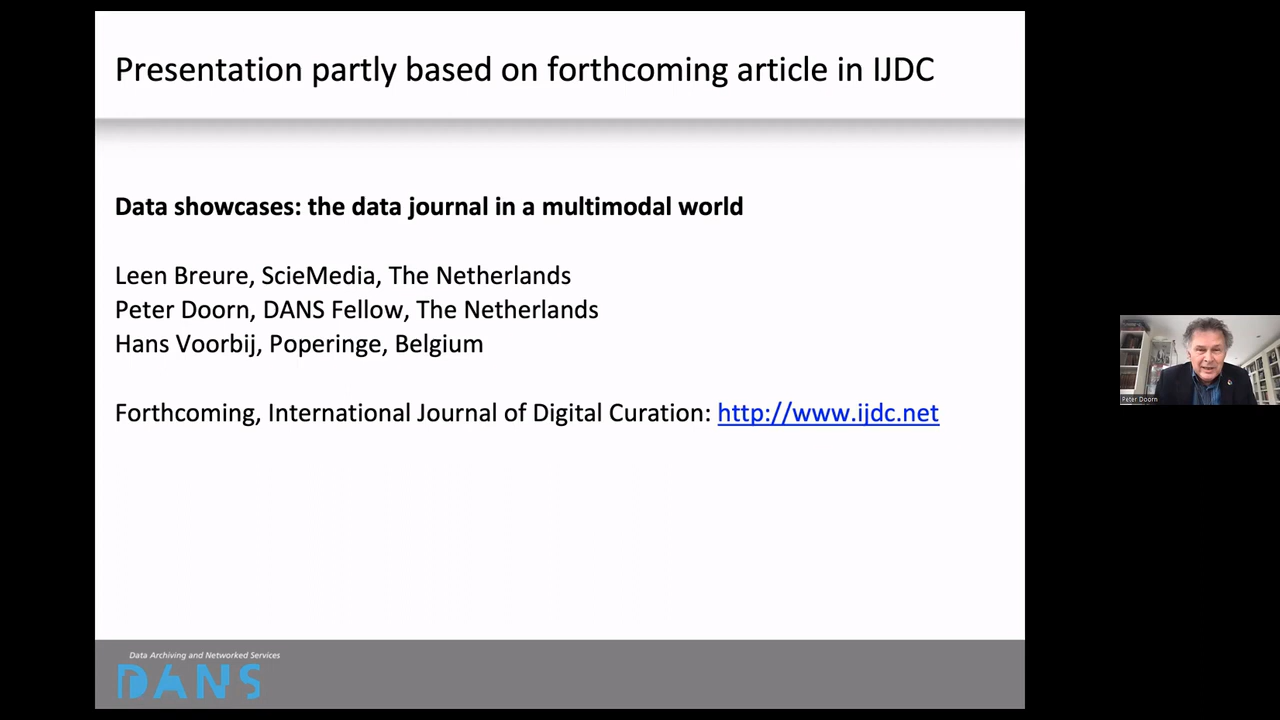 Presentation partly based on forthcoming article in IJDC
Data showcases: the data journal in a multimodal world
Leen Breure, ScieMedia, The Netherlands
Peter Doorn, DANS Fellow, The Netherlands
Hans Voorbij, Poperinge, Belgium
Forthcoming, International Journal of Digital Curation: http://www.ijdc.net
Peter Doorn
Data Archiving and Networked Services
DANS